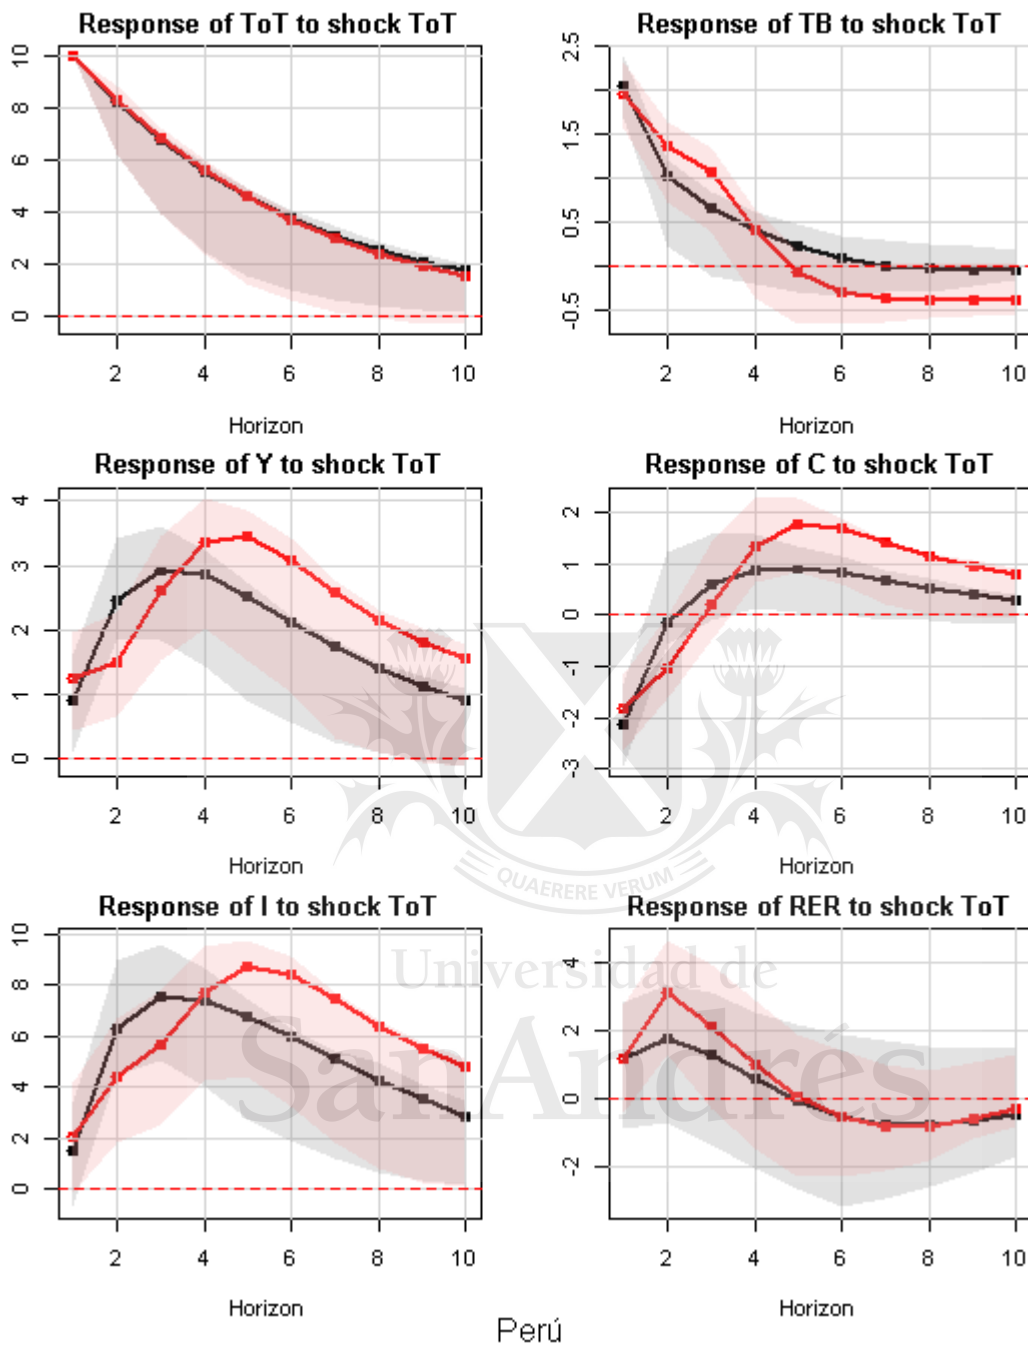 Response of ToT to shock ToT
0 2 4 6 8 10
2 4 6 8 10
Horizon
Response of TB to shock ToT
-0.5 0.5 1.5 2.5
2 4 6 8 10
Horizon
Response of Y to shock ToT
0 1 2 3 4
2 4 6 8 10
Horizon
Response of C to shock ToT
-3 -2 -1 0 1 2
2 4 6 8 10
Horizon
QUAERERE VERUM
Response of I to shock ToT
0 2 4 6 8 10
2 4 6 8 10
Horizon
Response of RER to shock ToT
-2 0 2 4
2 4 6 8 10
Horizon
Universidad de
SanAndrés
Perú